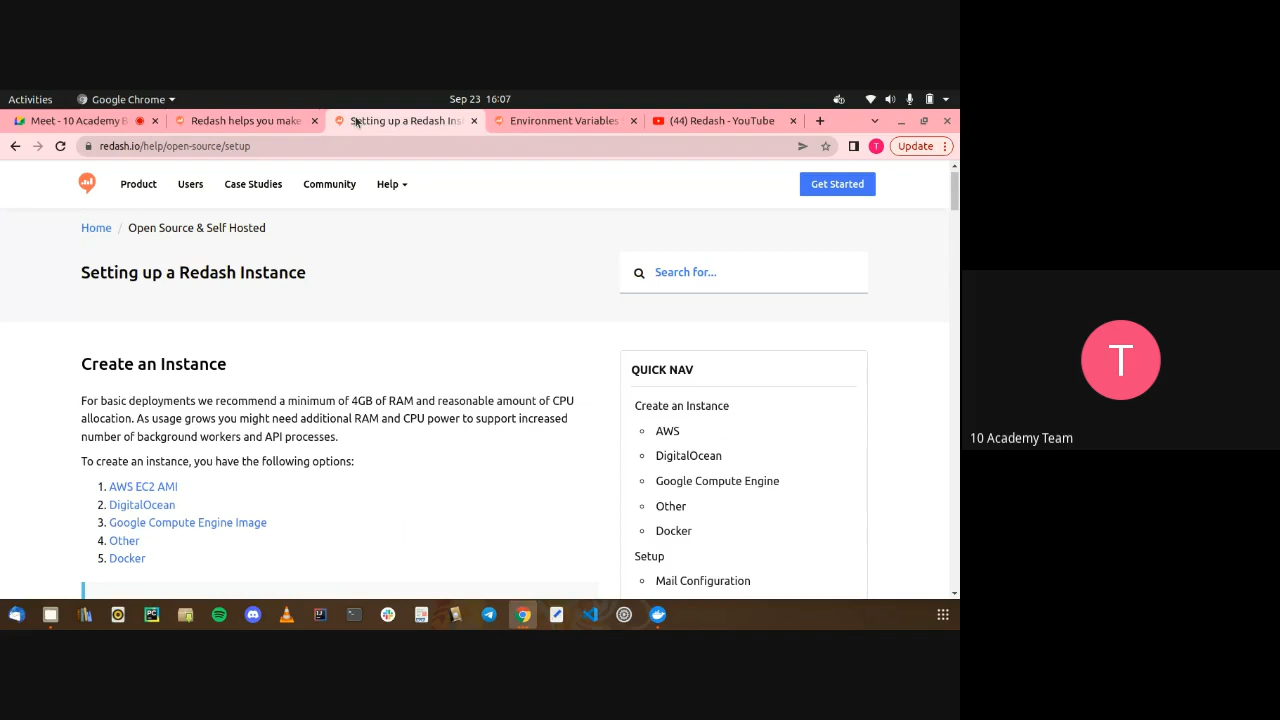 Activities
Google Chrome
Sep 23 16:07
Meet - 10 Academy B
Redash helps you make
Setting up a Redash Inst
Environment Variables
(44) Redash - YouTube
redash.io/help/open-source/setup
Update
Product
Users
Case Studies
Community
Help
Get Started
Home / Open Source & Self Hosted
Setting up a Redash Instance
Search for...
Create an Instance
For basic deployments we recommend a minimum of 4GB of RAM and reasonable amount of CPU
allocation. As usage grows you might need additional RAM and CPU power to support increased
number of background workers and API processes.
To create an instance, you have the following options:
1. AWS EC2 AMI
2. DigitalOcean
3. Google Compute Engine Image
4. Other
5. Docker
QUICK NAV
Create an Instance
AWS
DigitalOcean
Google Compute Engine
Other
Docker
Setup
Mail Configuration
T
10 Academy Team